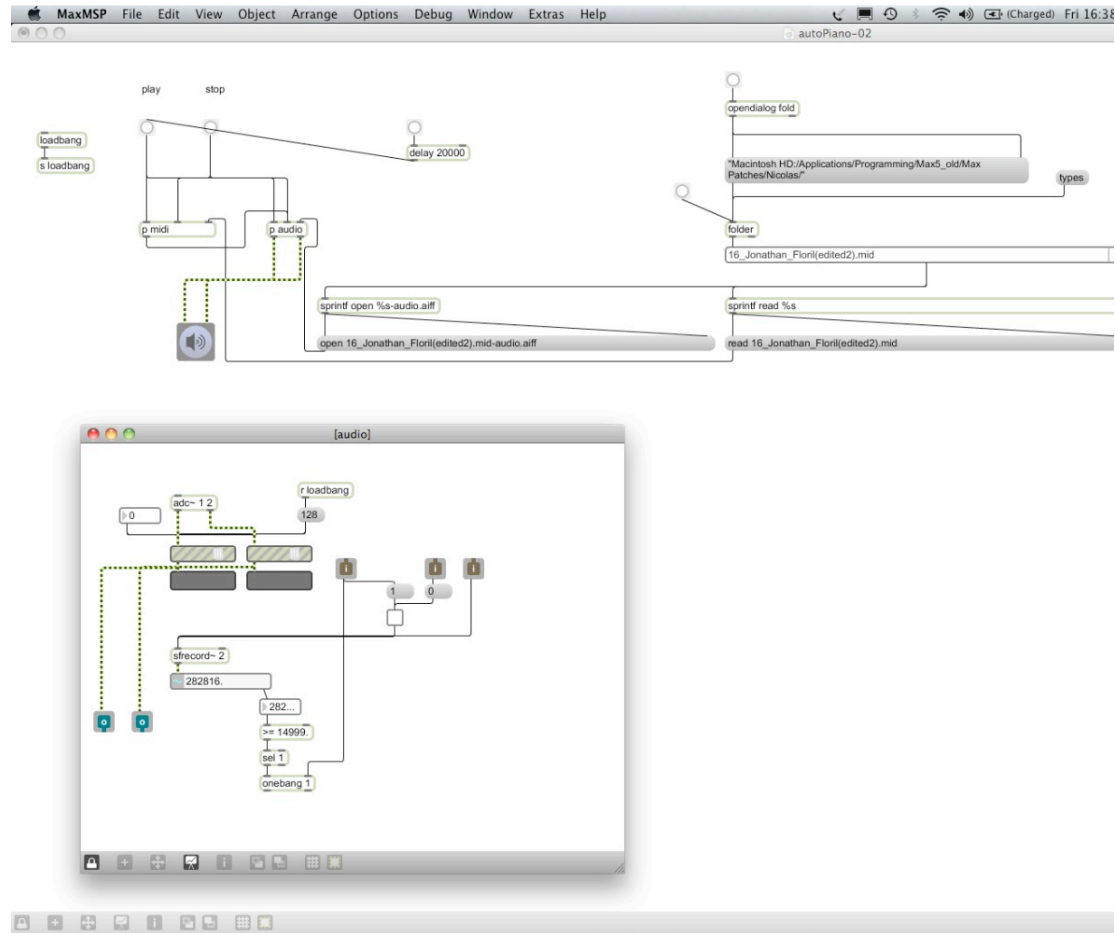 MaxMSP File Edit View Object Arrange Options Debug Window Extras Help (Charged) Fri 16:38
autoPiano-02
play stop
opendialog fold
loadbang
s loadbang
delay 20000
"Macintosh HD:/Applications/Programming/Max5_old/Max
Patches/Nicolas/"
types
p midi
p audio
folder
16_Jonathan_Floril(edited2).mid
sprintf open %s-audio.aiff
sprintf read %s
open 16_Jonathan_Floril(edited2).mid-audio.aiff
read 16_Jonathan_Floril(edited2).mid
[audio]
r loadbang
adc~ 1 2
0
128
i i i
1 0
sfrecord~ 2
282816.
282...
o o
>= 14999.
sel 1
onebang 1